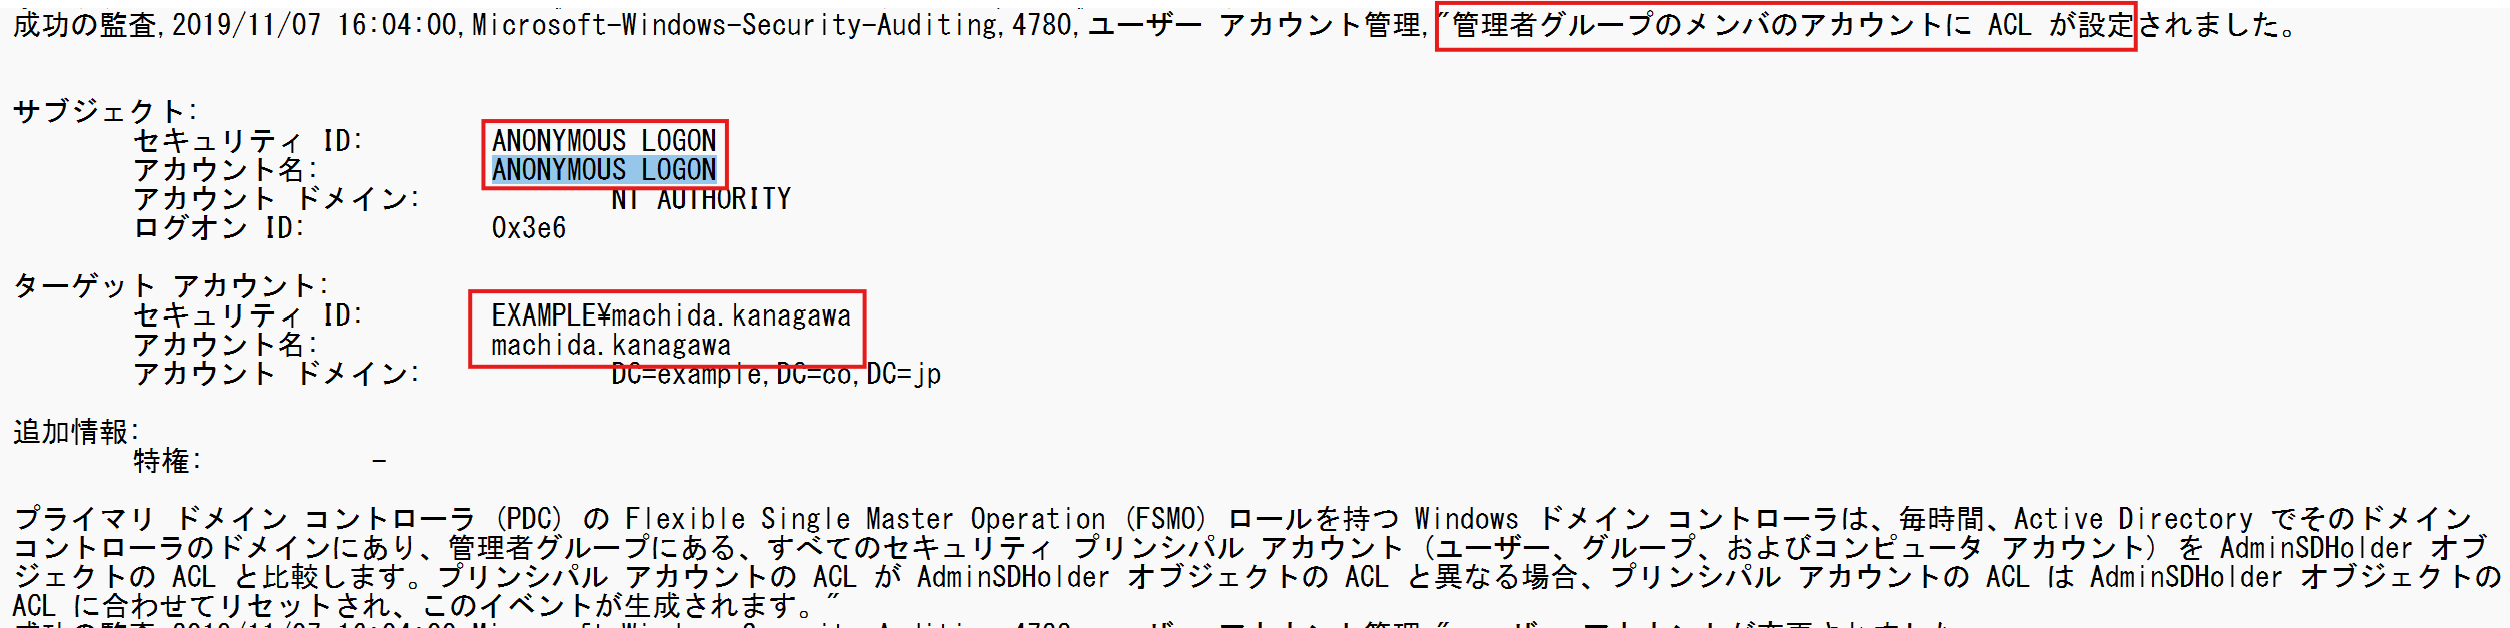 成功の監査,2019/11/07 16:04:00,Microsoft-Windows-Security-Auditing,4780,ユーザー アカウント管理,"管理者グループのメンバのアカウントに ACL が設定されました。
サブジェクト:
セキュリティ ID: ANONYMOUS LOGON
アカウント名: ANONYMOUS LOGON
アカウント ドメイン: NT AUTHORITY
ログオン ID: 0x3e6
ターゲット アカウント:
セキュリティ ID: EXAMPLE¥machida.kanagawa
アカウント名: machida.kanagawa
アカウント ドメイン: DC=example,DC=co,DC=jp
追加情報:
特権: -
プライマリ ドメイン コントローラ (PDC) の Flexible Single Master Operation (FSMO) ロールを持つ Windows ドメイン コントローラは、毎時間、Active Directory でそのドメイン
コントローラのドメインにあり、管理者グループにある、すべてのセキュリティ プリンシパル アカウント (ユーザー、グループ、およびコンピュータ アカウント) を AdminSDHolder オブ
ジェクトの ACL と比較します。プリンシパル アカウントの ACL が AdminSDHolder オブジェクトの ACL と異なる場合、プリンシパル アカウントの ACL は AdminSDHolder オブジェクトの
ACL に合わせてリセットされ、このイベントが生成されます。"